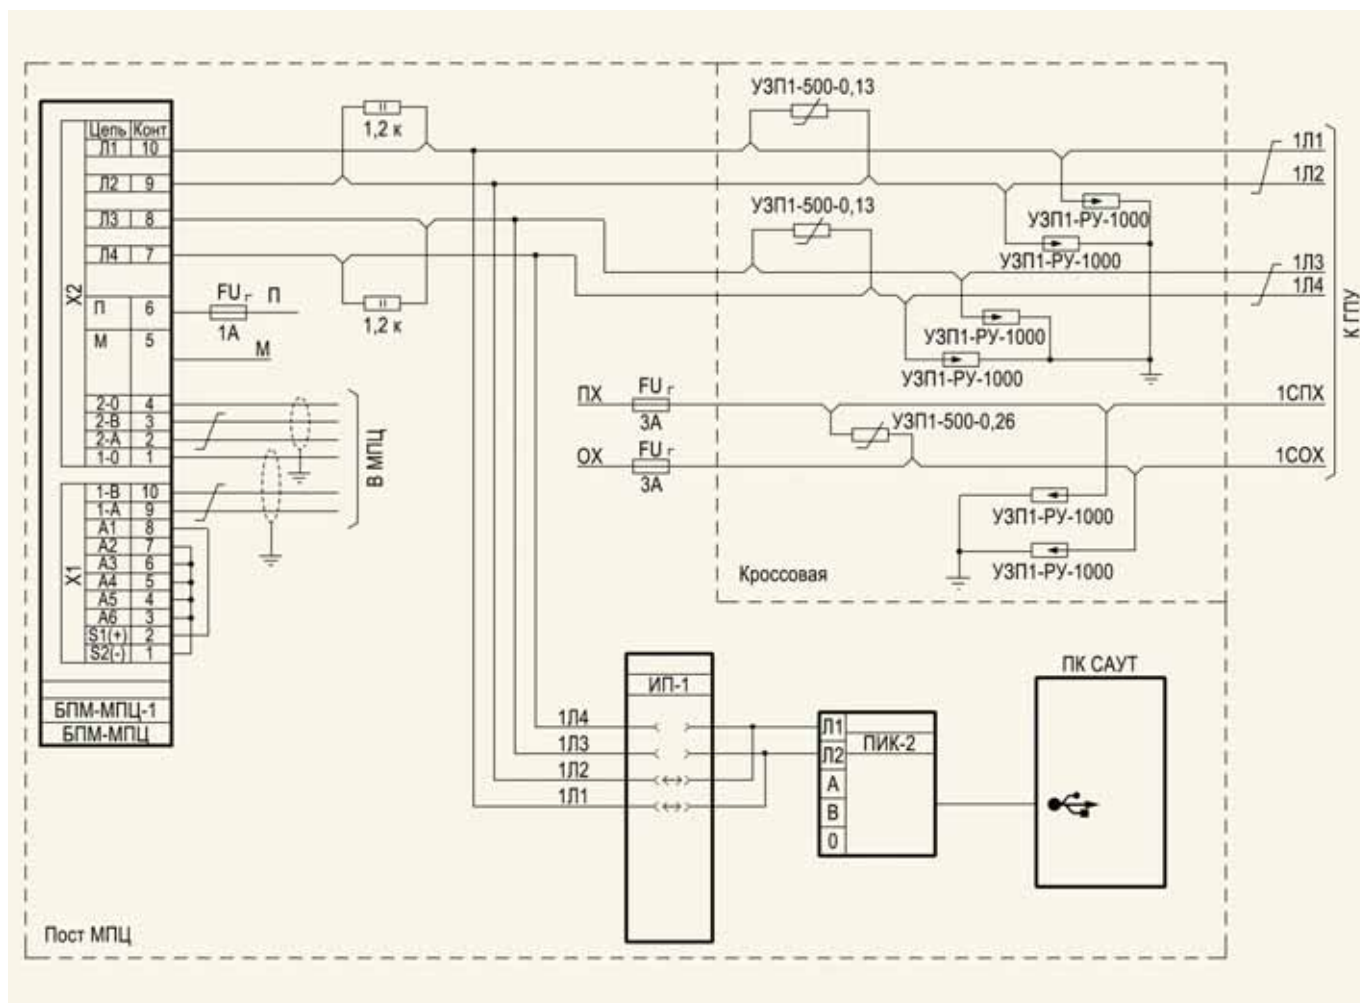 Цепь Конт
Л1 10
Л2 9
Л3 8
Л4 7
П 6
М 5
2-0 4
2-В 3
2-А 2
1-0 1
Х2
1-В 10
1-А 9
А1 8
А2 7
А3 6
А4 5
А5 4
А6 3
S1(+) 2
S2(-) 1
Х1
БПМ-МПЦ-1
БПМ-МПЦ
1,2 к
1,2 к
FU г П
1А
М
В МПЦ
УЗП1-500-0,13
УЗП1-500-0,13
1Л1
1Л2
УЗП1-РУ-1000
УЗП1-РУ-1000
1Л3
1Л4
УЗП1-РУ-1000
УЗП1-РУ-1000
К ГПУ
ПХ FU г
3А
1СПХ
УЗП1-500-0,26
ОХ FU г
3А
1СОХ
УЗП1-РУ-1000
УЗП1-РУ-1000
Кроссовая
ИП-1
1Л4
1Л3
1Л2
1Л1
Л1
Л2
А
В
0
ПИК-2
ПК САУТ
Пост МПЦ